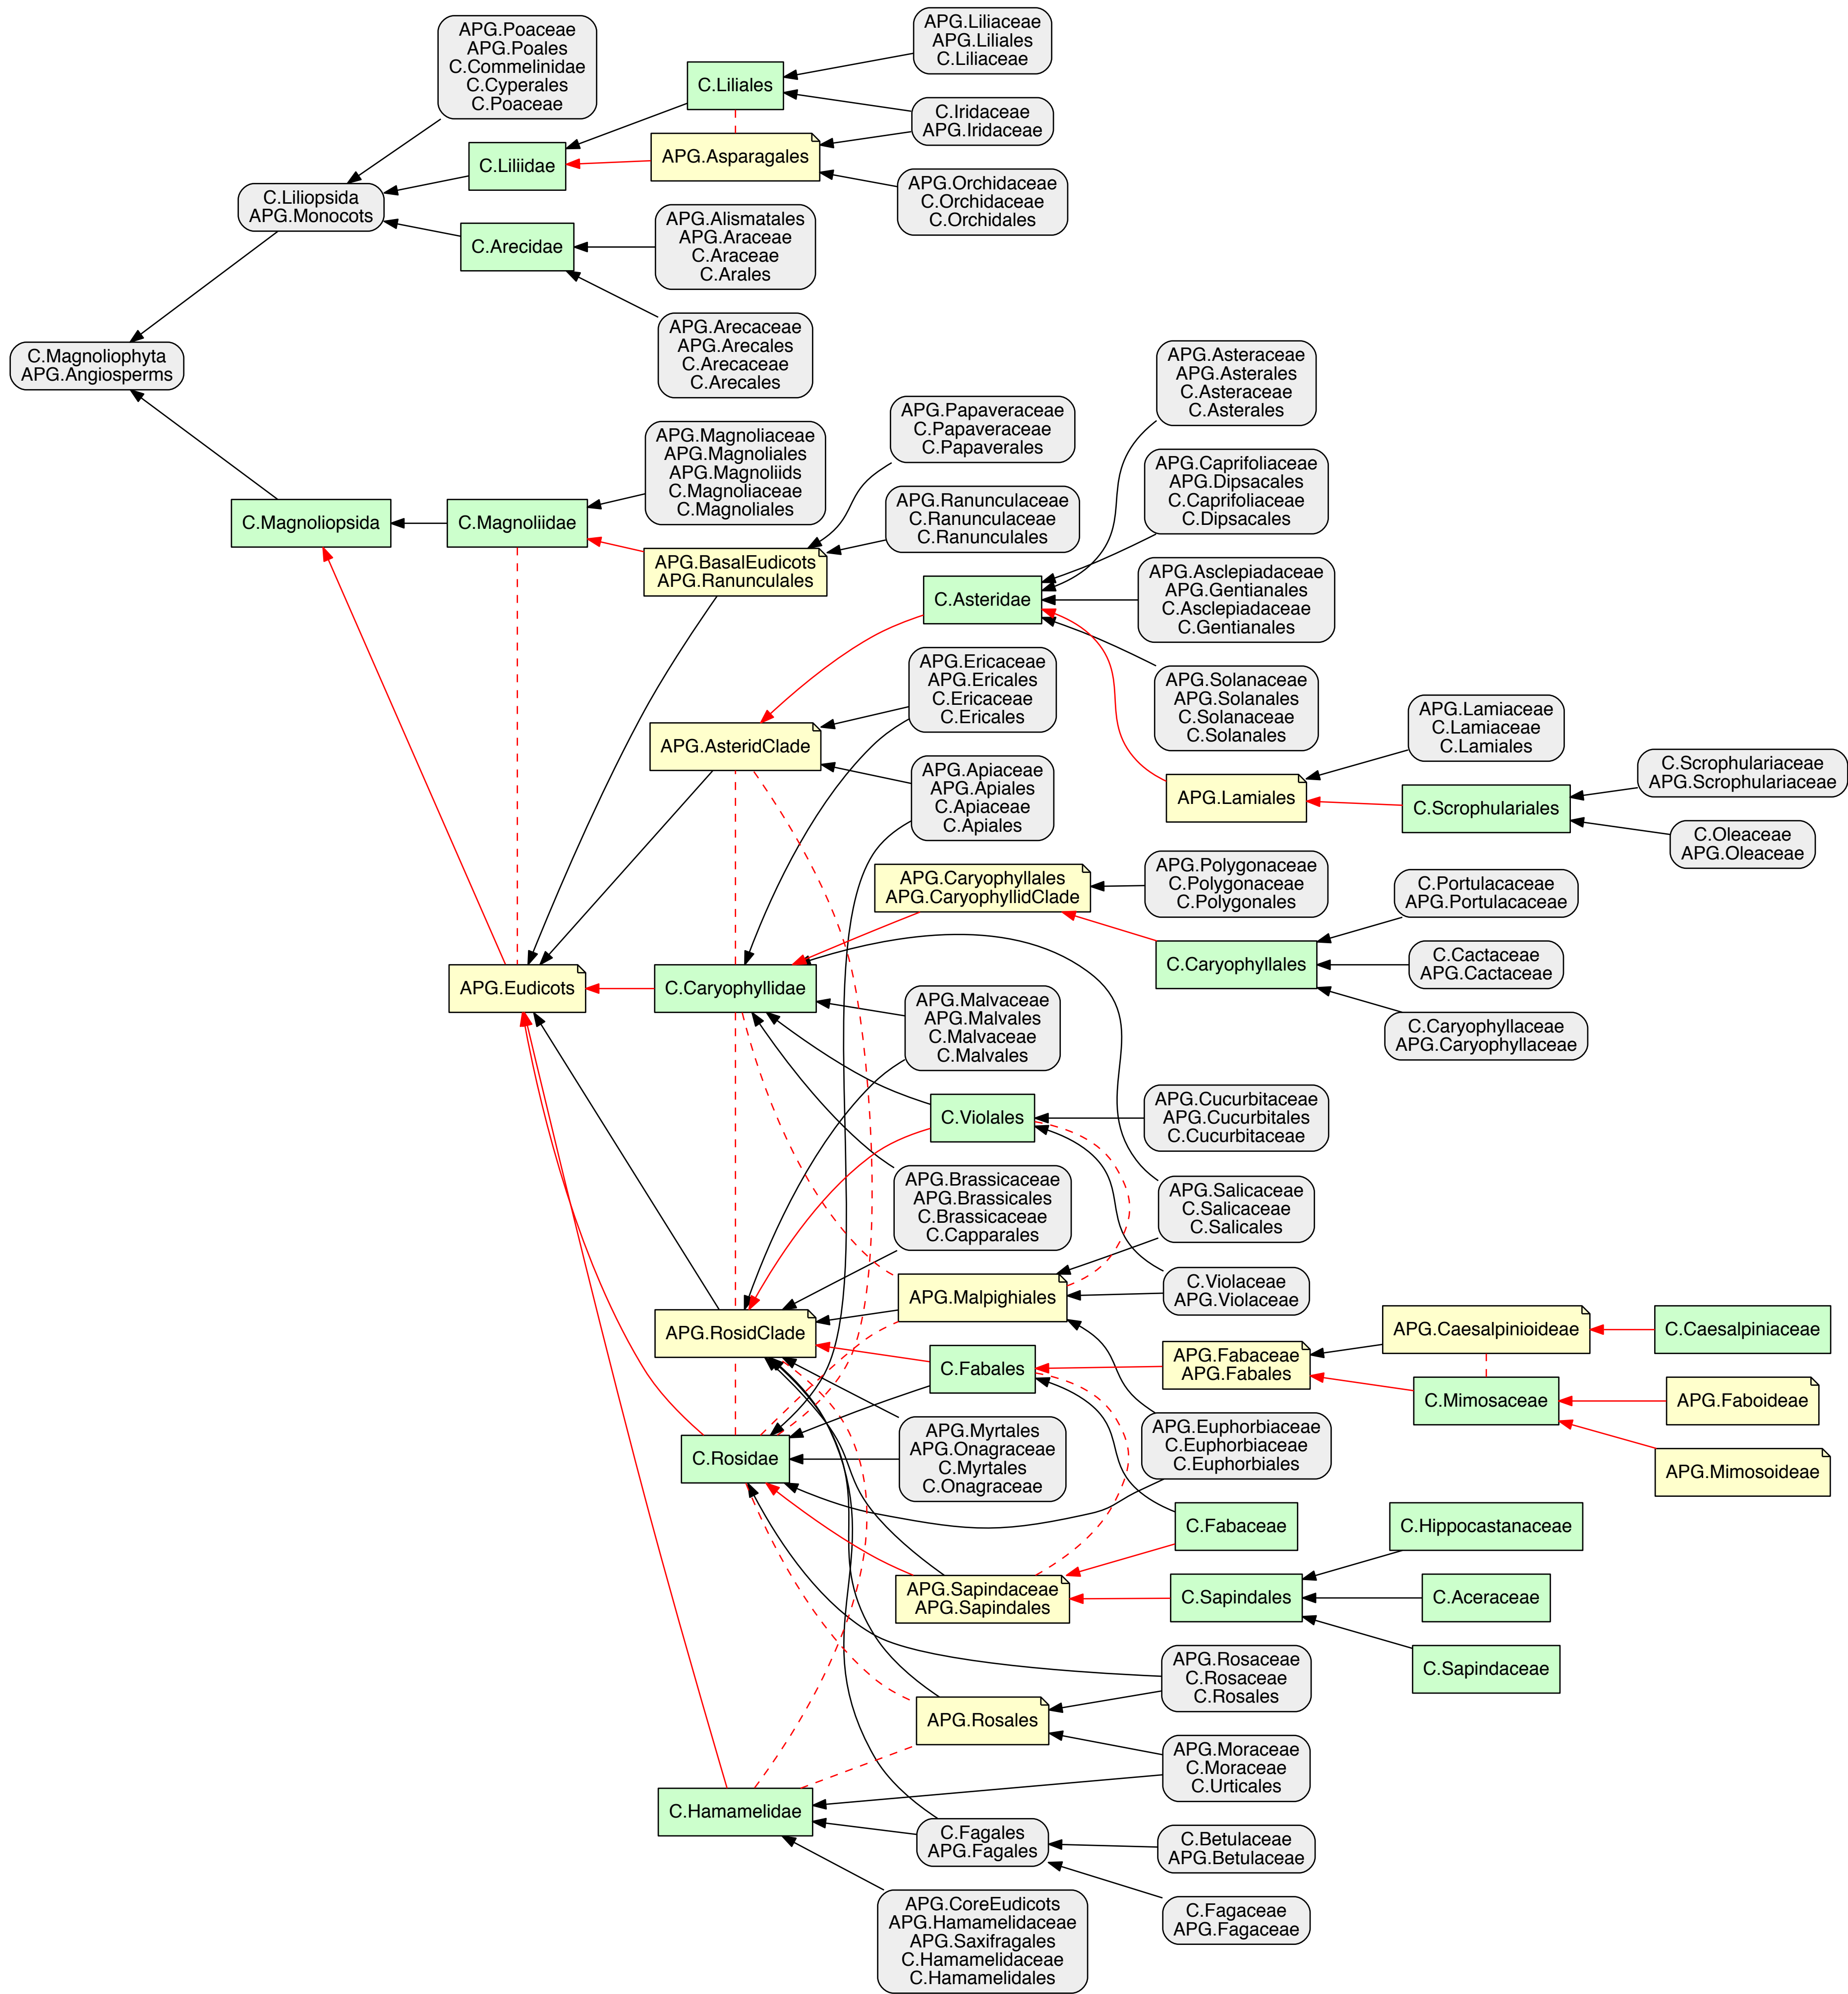 APG.Poaceae
APG.Poales
C.Commelinidae
C.Cyperales
C.Poaceae
APG.Liliaceae
APG.Liliales
C.Liliaceae
C.Liliales
C.Iridaceae
APG.Iridaceae
APG.Asparagales
C.Liliidae
APG.Orchidaceae
C.Orchidaceae
C.Orchidales
C.Liliopsida
APG.Monocots
C.Arecidae
APG.Alismatales
APG.Araceae
C.Araceae
C.Arales
APG.Arecaceae
APG.Arecales
C.Arecaceae
C.Arecales
C.Magnoliophyta
APG.Angiosperms
APG.Asteraceae
APG.Asterales
C.Asteraceae
C.Asterales
APG.Papaveraceae
C.Papaveraceae
C.Papaverales
APG.Magnoliaceae
APG.Magnoliales
APG.Magnoliids
C.Magnoliaceae
C.Magnoliales
APG.Caprifoliaceae
APG.Dipsacales
C.Caprifoliaceae
C.Dipsacales
C.Magnoliopsida
C.Magnoliidae
APG.Ranunculaceae
C.Ranunculaceae
C.Ranunculales
APG.BasalEudicots
APG.Ranunculales
C.Asteridae
APG.Asclepiadaceae
APG.Gentianales
C.Asclepiadaceae
C.Gentianales
APG.Ericaceae
APG.Ericales
C.Ericaceae
C.Ericales
APG.Solanaceae
APG.Solanales
C.Solanaceae
C.Solanales
APG.Lamiaceae
C.Lamiaceae
C.Lamiales
APG.AsteridClade
APG.Apiaceae
APG.Apiales
C.Apiaceae
C.Apiales
APG.Lamiales
C.Scrophulariales
C.Scrophulariaceae
APG.Scrophulariaceae
C.Oleaceae
APG.Oleaceae
APG.Caryophyllales
APG.CaryophyllidClade
APG.Polygonaceae
C.Polygonaceae
C.Polygonales
C.Portulacaceae
APG.Portulacaceae
C.Caryophyllales
C.Cactaceae
APG.Cactaceae
APG.Eudicots
C.Caryophyllidae
APG.Malvaceae
APG.Malvales
C.Malvaceae
C.Malvales
C.Caryophyllaceae
APG.Caryophyllaceae
C.Violales
APG.Cucurbitaceae
APG.Cucurbitales
C.Cucurbitaceae
APG.Brassicaceae
APG.Brassicales
C.Brassicaceae
C.Capparales
APG.Salicaceae
C.Salicaceae
C.Salicales
APG.Malpighiales
C.Violaceae
APG.Violaceae
APG.RosidClade
C.Fabales
APG.Fabaceae
APG.Fabales
APG.Caesalpinioideae
C.Caesalpiniaceae
C.Mimosaceae
APG.Faboideae
APG.Mimosoideae
C.Rosidae
APG.Myrtales
APG.Onagraceae
C.Myrtales
C.Onagraceae
APG.Euphorbiaceae
C.Euphorbiaceae
C.Euphorbiales
C.Fabaceae
C.Hippocastanaceae
APG.Sapindaceae
APG.Sapindales
C.Sapindales
C.Aceraceae
C.Sapindaceae
APG.Rosaceae
C.Rosaceae
C.Rosales
APG.Rosales
APG.Moraceae
C.Moraceae
C.Urticales
C.Hamamelidae
C.Fagales
APG.Fagales
C.Betulaceae
APG.Betulaceae
C.Fagaceae
APG.Fagaceae
APG.CoreEudicots
APG.Hamamelidaceae
APG.Saxifragales
C.Hamamelidaceae
C.Hamamelidales